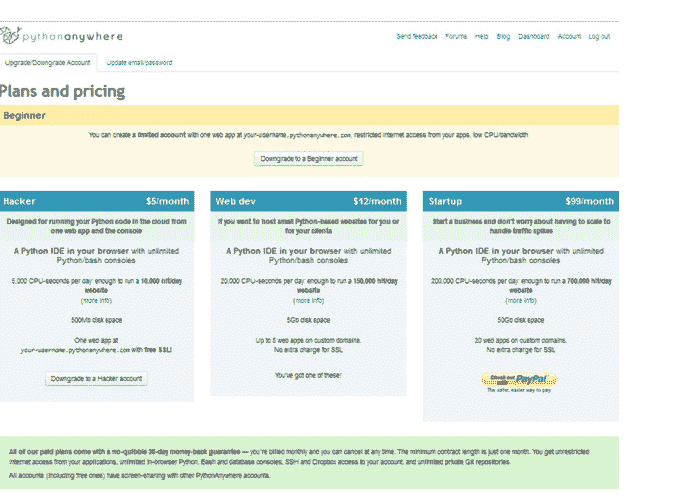 pythonanywhere
Send feedback Forums Help Blog Dashboard Account Log out
Upgrade/Downgrade Account Update email/password
Plans and pricing
Beginner
You can create a limited account with one web app at your-username.pythonanywhere.com, restricted Internet access from your apps, low CPU/bandwidth
Downgrade to a Beginner account
Hacker $5/month
Designed for running your Python code in the cloud from
one web app and the console
A Python IDE in your browser with unlimited
Python/bash consoles
5,000 CPU-seconds per day: enough to run a 10,000 hit/day
website
(more info)
500Mb disk space
One web app at
your-username.pythonanywhere.com with free SSL!
Downgrade to a Hacker account
Web dev $12/month
If you want to host small Python-based websites for you or
for your clients
A Python IDE in your browser with unlimited
Python/bash consoles
20,000 CPU-seconds per day: enough to run a 150,000 hit/day
website
(more info)
5Gb disk space
Up to 5 web apps on custom domains.
No extra charge for SSL
You've got one of these!
Startup $99/month
Start a business and don't worry about having to scale to
handle traffic spikes
A Python IDE in your browser with unlimited
Python/bash consoles
200,000 CPU-seconds per day: enough to run a 700,000 hit/day
website
(more info)
50Gb disk space
20 web apps on custom domains.
No extra charge for SSL
Check out with PayPal
The safer, easier way to pay
All of our paid plans come with a no-quibble 30-day money-back guarantee — you're billed monthly and you can cancel at any time. The minimum contract length is just one month. You get unrestricted
Internet access from your applications, unlimited in-browser Python, Bash and database consoles, SSH and Dropbox access to your account, and unlimited private Git repositories.
All accounts (including free ones) have screen-sharing with other PythonAnywhere accounts.